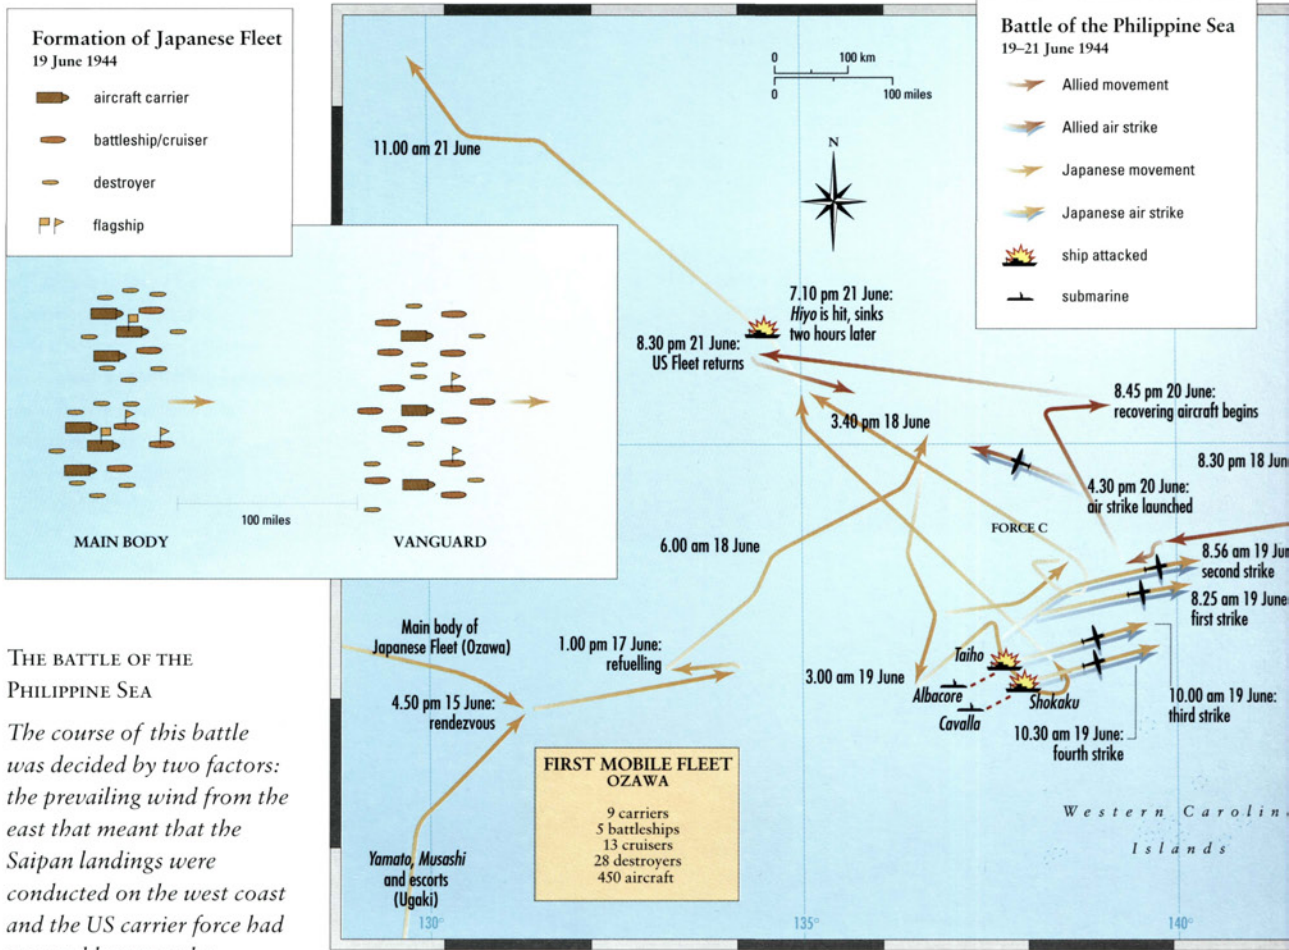 Formation of Japanese Fleet
19 June 1944
aircraft carrier
battleship/cruiser
destroyer
flagship
100 miles
MAIN BODY
VANGUARD
THE BATTLE OF THE
PHILIPPINE SEA
The course of this battle
was decided by two factors:
the prevailing wind from the
east that meant that the
Saipan landings were
conducted on the west coast
and the US carrier force had
Battle of the Philippine Sea
19–21 June 1944
Allied movement
Allied air strike
Japanese movement
Japanese air strike
ship attacked
submarine
0 100 km
0 100 miles
N
11.00 am 21 June
7.10 pm 21 June:
Hiyo is hit, sinks
two hours later
8.30 pm 21 June:
US Fleet returns
8.45 pm 20 June:
recovering aircraft begins
3.40 pm 18 June
8.30 pm 18 June
4.30 pm 20 June:
air strike launched
FORCE C
6.00 am 18 June
8.56 am 19 Jun
second strike
8.25 am 19 June:
first strike
Main body of
Japanese Fleet (Ozawa)
1.00 pm 17 June:
refuelling
Taiho
3.00 am 19 June
Albacore
Shokaku
Cavalla
10.00 am 19 June:
third strike
4.50 pm 15 June:
rendezvous
10.30 am 19 June:
fourth strike
FIRST MOBILE FLEET
OZAWA
9 carriers
5 battleships
13 cruisers
28 destroyers
450 aircraft
Western Carolin
Islands
Yamato, Musashi
and escorts
(Ugaki)
130°
135°
140°